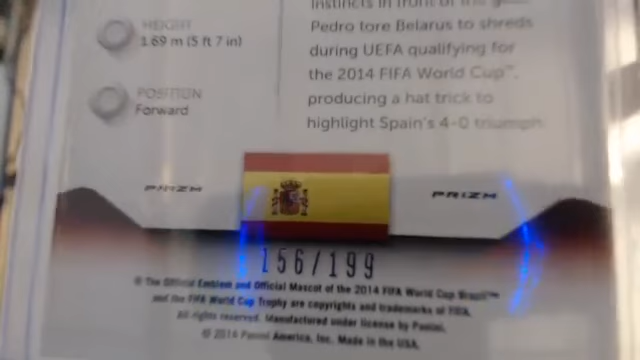 HEIGHT
1.69 m (5 ft 7 in)
POSITION
Forward
instincts in front of the
Pedro tore Belarus to shreds
during UEFA qualifying for
the 2014 FIFA World Cup™,
producing a hat trick to
highlight Spain's 4-0 triumph.
PRIZM
PRIZM
156/199
© The Official Emblem and Official Mascot of the 2014 FIFA World Cup Brazil™
and the FIFA World Cup Trophy are copyrights and trademarks of FIFA.
All rights reserved. Manufactured under license by Panini.
© 2014 Panini America, Inc. Made in the USA.